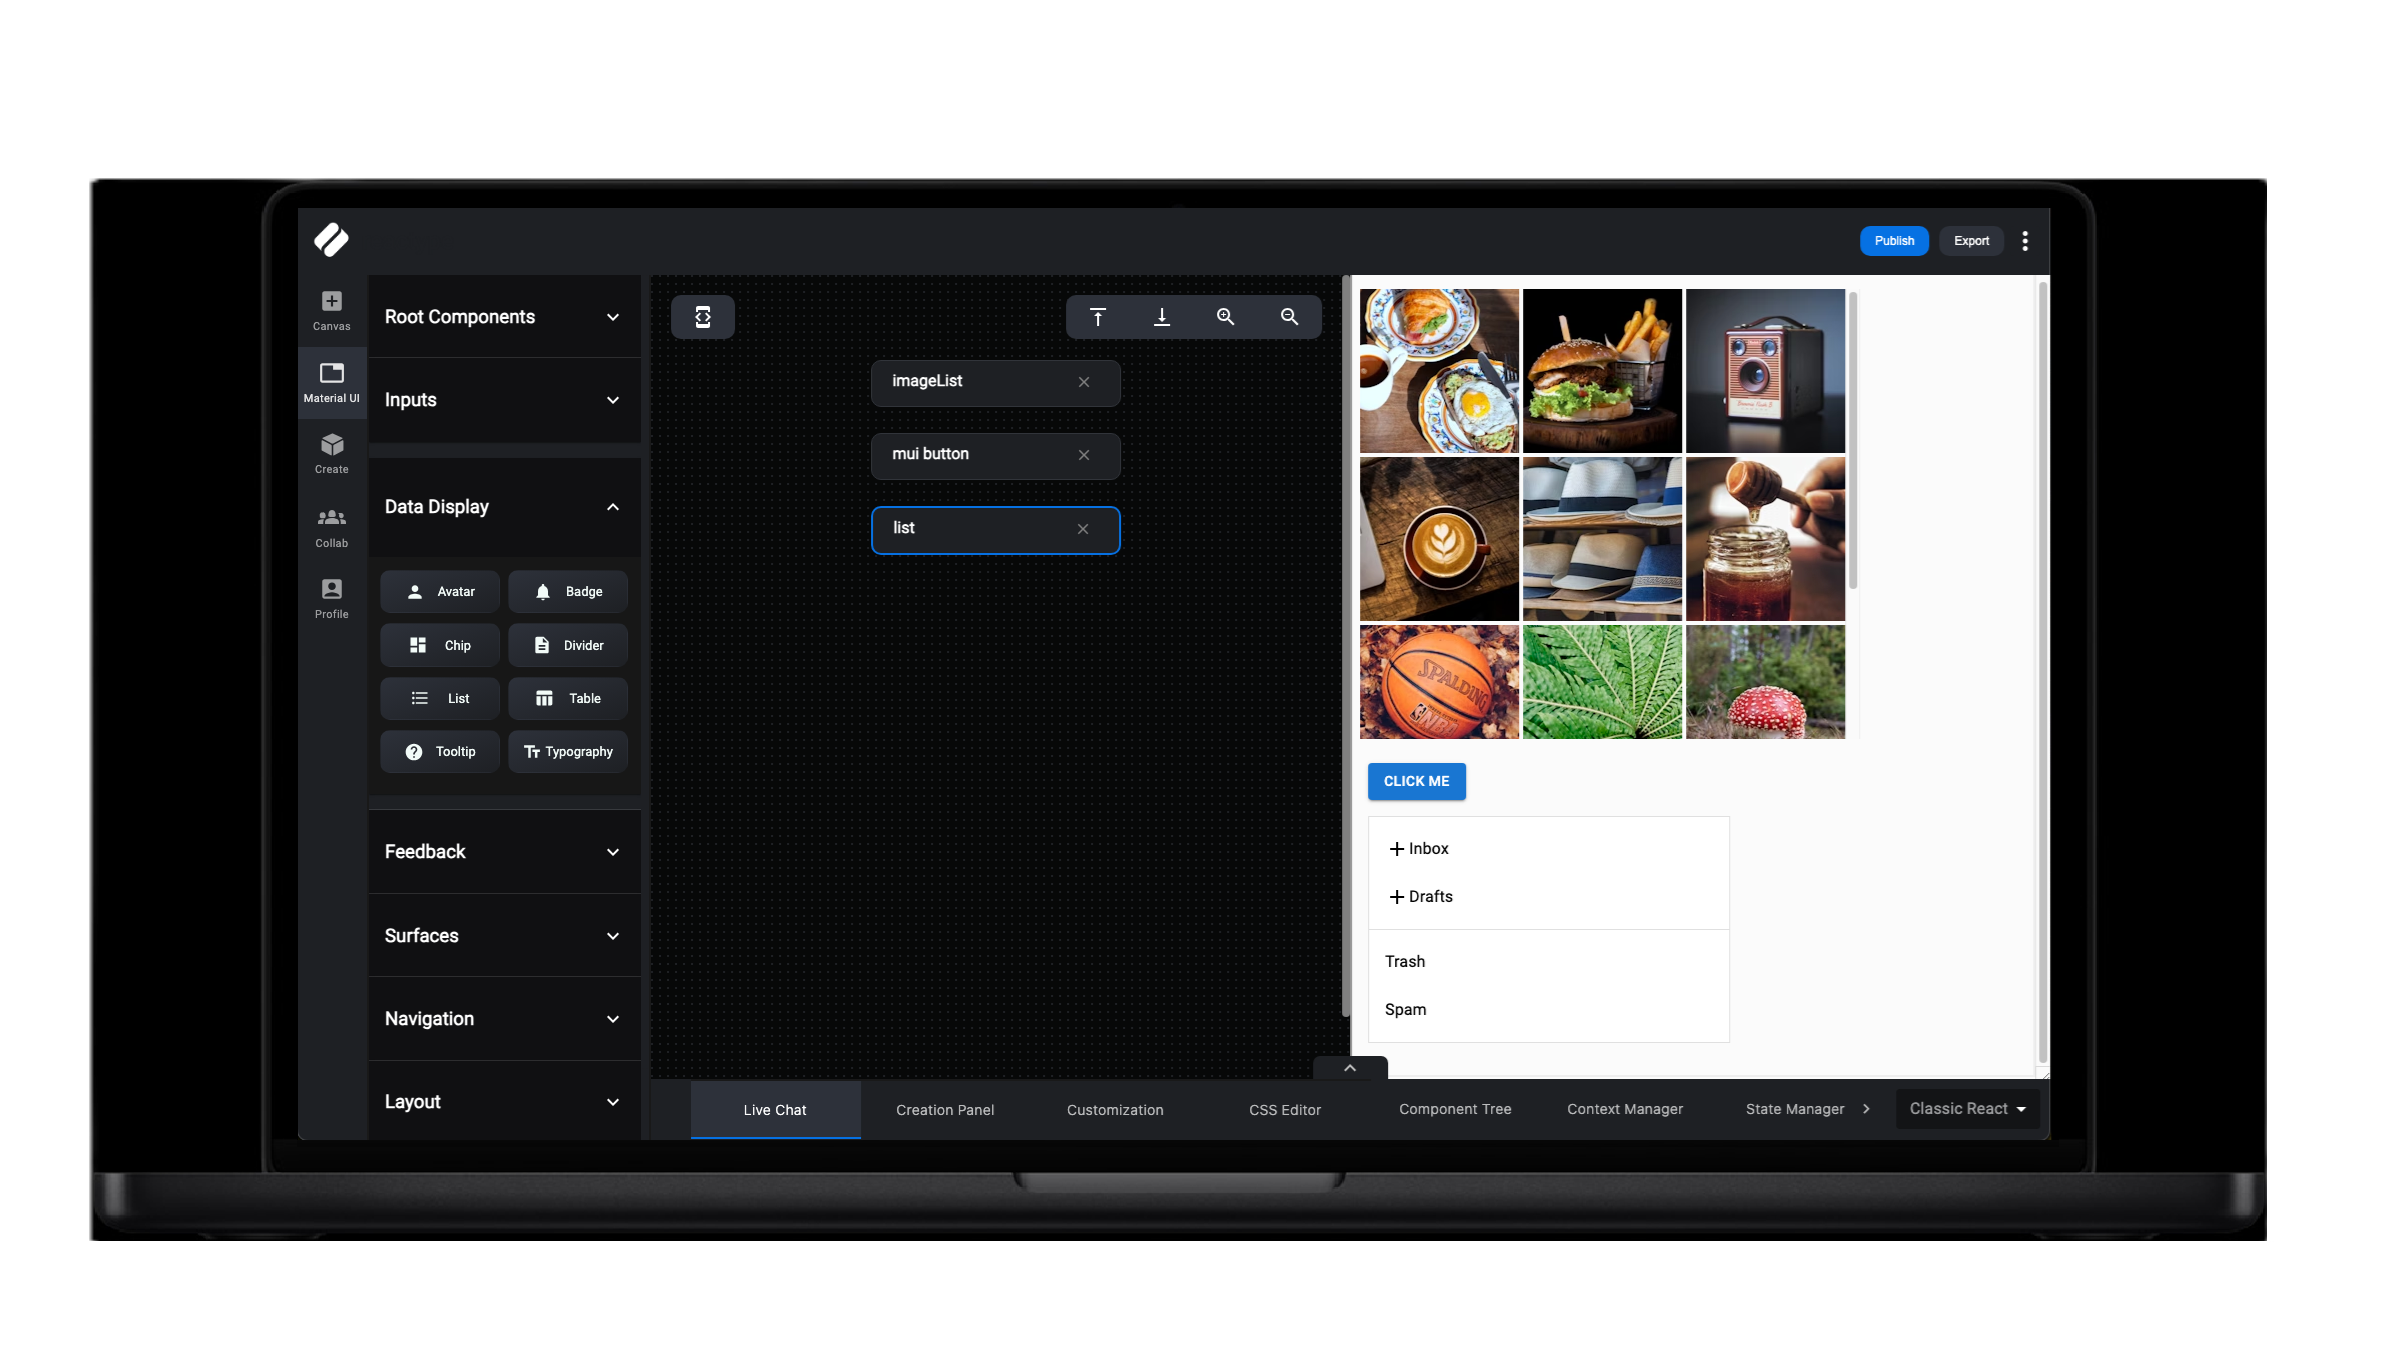 Publish
Export
Canvas
Material UI
Create
Collab
Profile
Root Components
Inputs
Data Display
Avatar
Badge
Chip
Divider
List
Table
Tooltip
Typography
Feedback
Surfaces
Navigation
Layout
imageList
mui button
list
SPALDING
NBA
CLICK ME
Inbox
Drafts
Trash
Spam
Live Chat
Creation Panel
Customization
CSS Editor
Component Tree
Context Manager
State Manager
Classic React